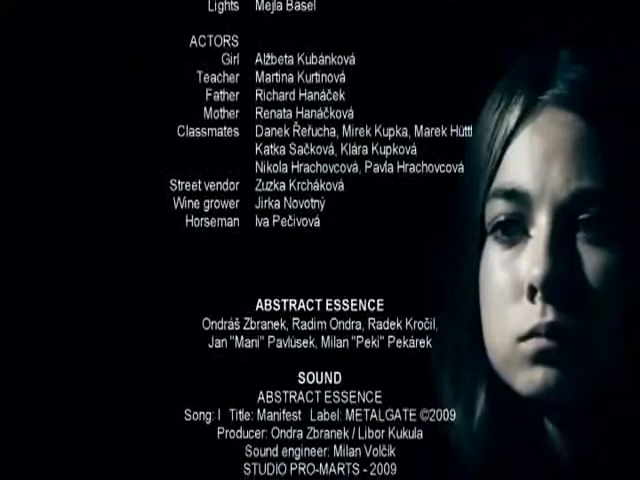 Lights Mejla Basel
ACTORS
Girl Alžbeta Kubánková
Teacher Martina Kurtinová
Father Richard Hanáček
Mother Renata Hanáčková
Classmates Danek Řeřucha, Mirek Kupka, Marek Hüttl
Katka Sačková, Klára Kupková
Nikola Hrachovcová, Pavla Hrachovcová
Street vendor Zuzka Krcháková
Wine grower Jirka Novotný
Horseman Iva Pečivová
ABSTRACT ESSENCE
Ondráš Zbranek, Radim Ondra, Radek Kročil,
Jan "Mani" Pavlúsek, Milan "Peki" Pekárek
SOUND
ABSTRACT ESSENCE
Song: I Title: Manifest Label: METALGATE ©2009
Producer: Ondra Zbranek / Libor Kukula
Sound engineer: Milan Volčík
STUDIO PRO-MARTS - 2009